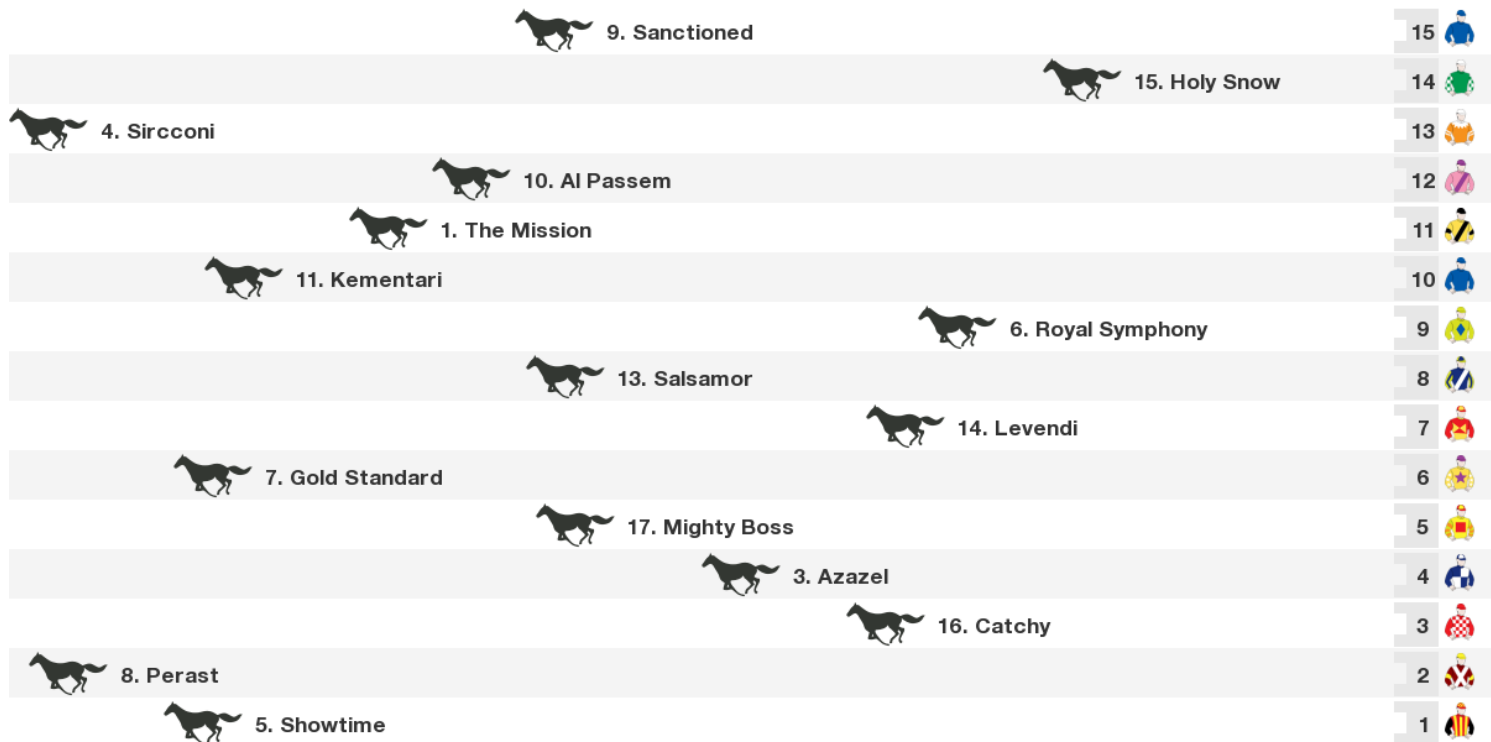 9. Sanctioned 15
15. Holy Snow 14
4. Sircconi 13
10. Al Passem 12
1. The Mission 11
11. Kementari 10
6. Royal Symphony 9
13. Salsamor 8
14. Levendi 7
7. Gold Standard 6
17. Mighty Boss 5
3. Azazel 4
16. Catchy 3
8. Perast 2
5. Showtime 1